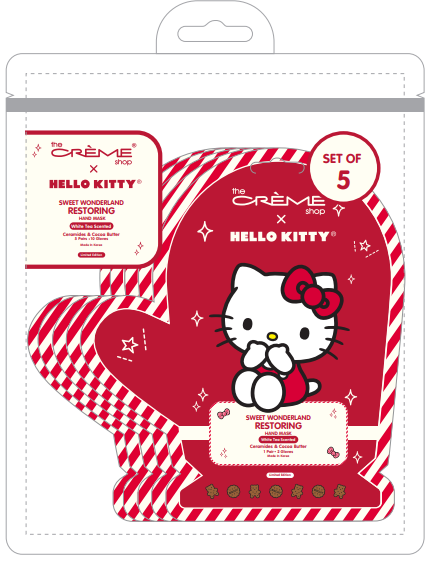 the
CRÈME®
shop
×
HELLO KITTY®
SWEET WONDERLAND
RESTORING
HAND MASK
White Tea Scented
Ceramides & Cocoa Butter
5 Pairs • 10 Gloves
Made in Korea
Limited Edition
SET OF
5
the
CRÈME®
shop
×
HELLO KITTY®
SWEET WONDERLAND
RESTORING
HAND MASK
White Tea Scented
Ceramides & Cocoa Butter
1 Pair • 2 Gloves
Made in Korea
Limited Edition